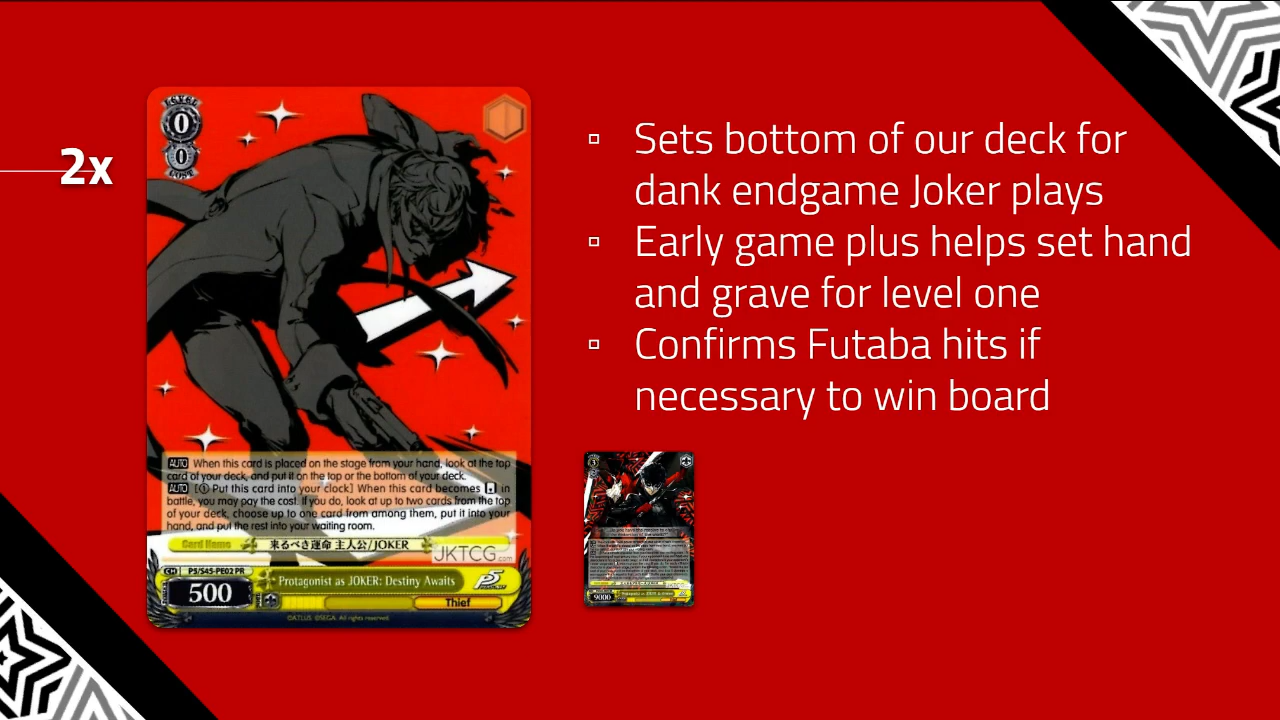 2x
LEVEL
0
0
COST
AUTO When this card is placed on the stage from your hand, look at the top
card of your deck, and put it on the top or the bottom of your deck.
AUTO [① Put this card into your clock] When this card becomes in
battle, you may pay the cost. If you do, look at up to two cards from the top
of your deck, choose up to one card from among them, put it into your
hand, and put the rest into your waiting room.
Card Name 来るべき運命 主人公/JOKER
JKTCG.com
CH P5/S45-PE02 PR
500
Protagonist as JOKER: Destiny Awaits
P5
Thief
©ATLUS ©SEGA. All rights reserved.
▫ Sets bottom of our deck for
dank endgame Joker plays
▫ Early game plus helps set hand
and grave for level one
▫ Confirms Futaba hits if
necessary to win board
3
9000